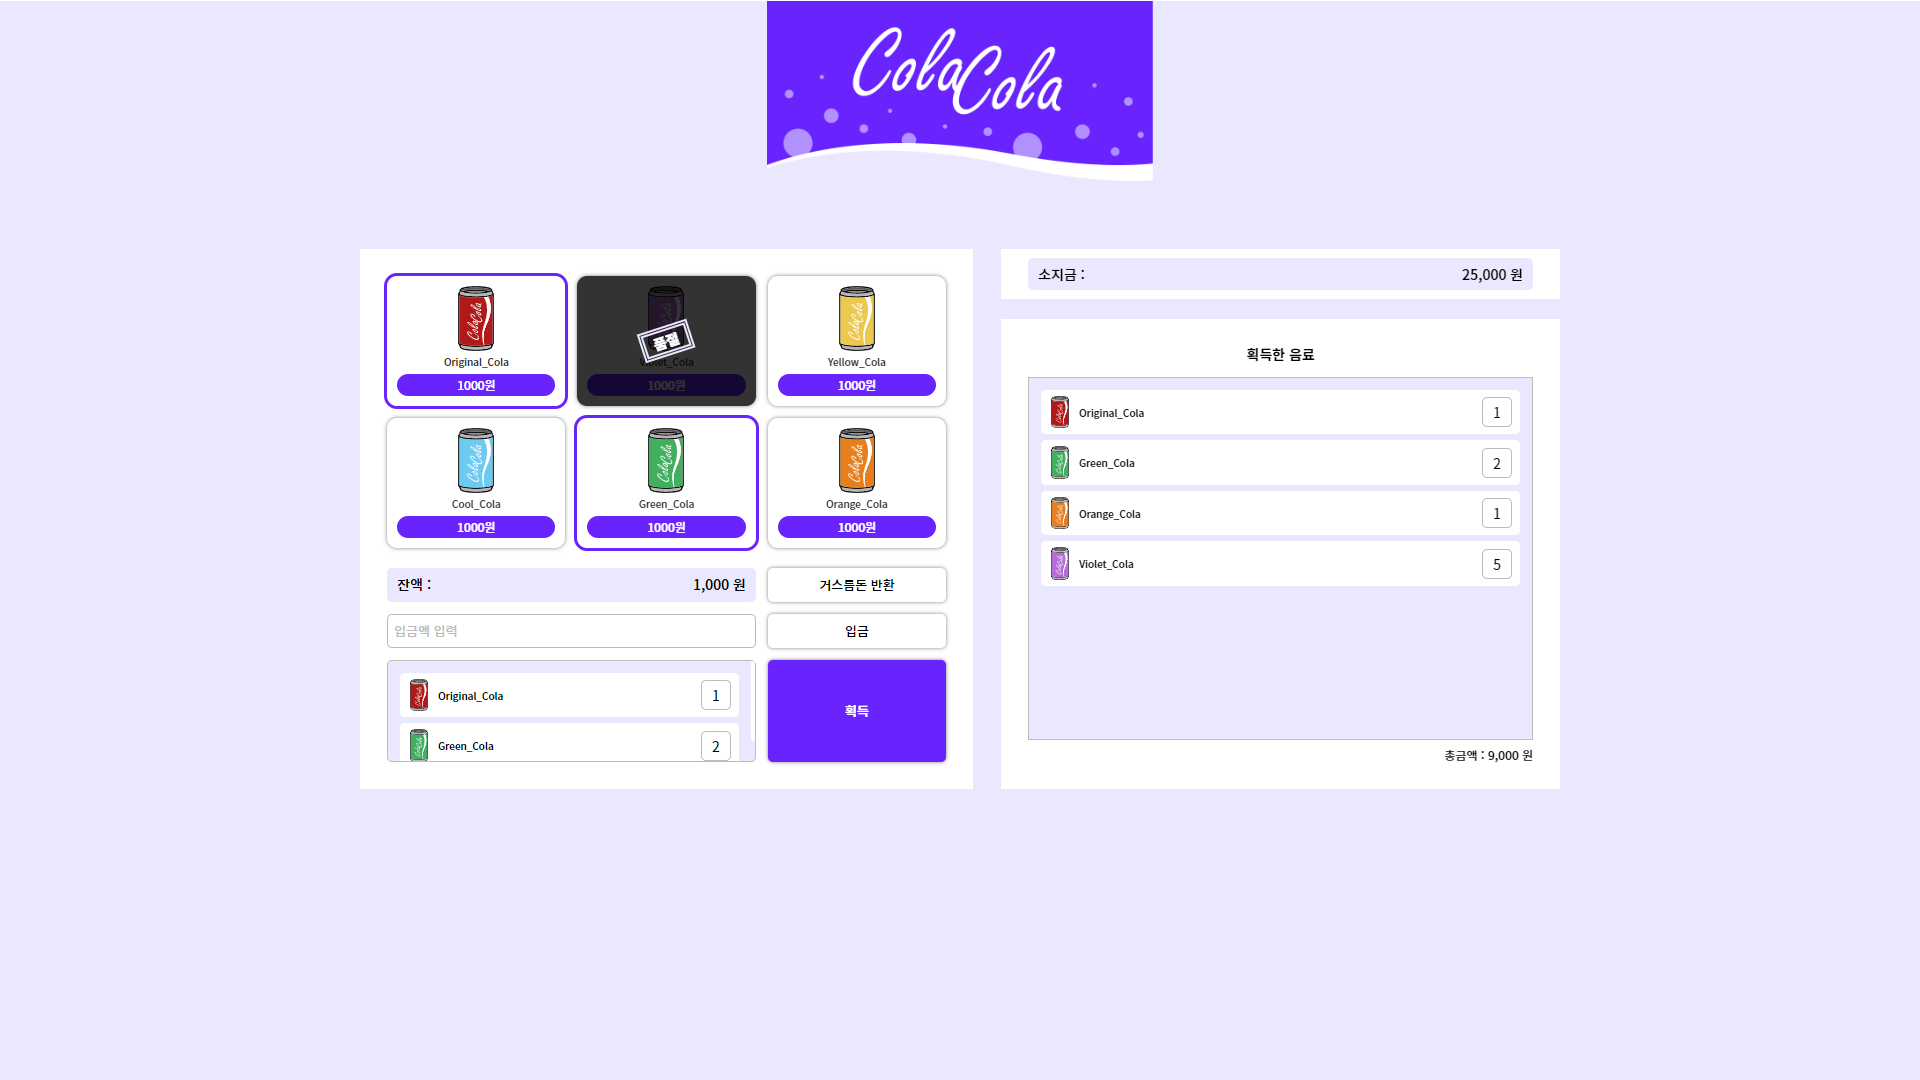 ColaCola
Original_Cola
1000원
품절
Violet_Cola
1000원
Yellow_Cola
1000원
Cool_Cola
1000원
Green_Cola
1000원
Orange_Cola
1000원
잔액 :
1,000 원
거스름돈 반환
입금액 입력
입금
Original_Cola
1
Green_Cola
2
획득
소지금 :
25,000 원
획득한 음료
Original_Cola
1
Green_Cola
2
Orange_Cola
1
Violet_Cola
5
총금액 : 9,000 원